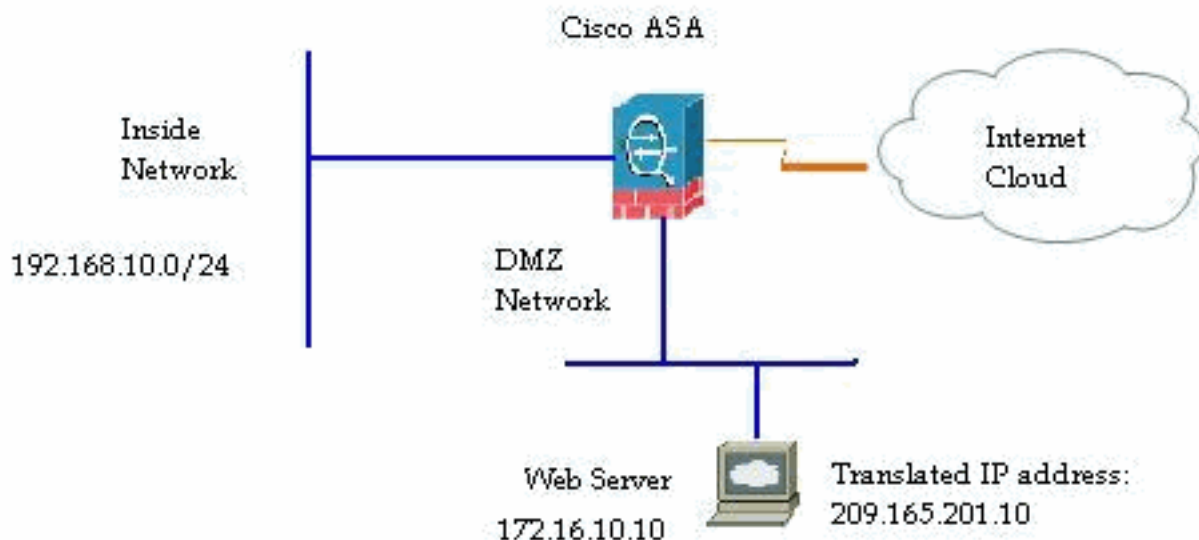 Cisco ASA
Inside
Network
192.168.10.0/24
Internet
Cloud
DMZ
Network
Web Server
172.16.10.10
Translated IP address:
209.165.201.10